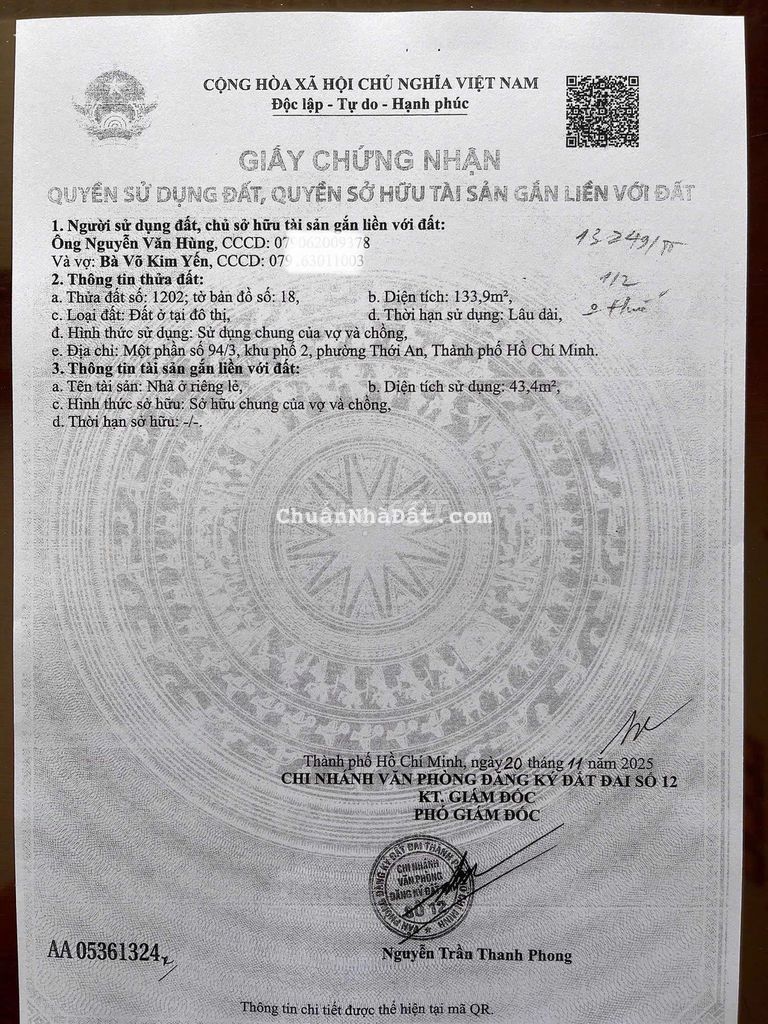 CỘNG HÒA XÃ HỘI CHỦ NGHĨA VIỆT NAM
Độc lập - Tự do - Hạnh phúc
GIẤY CHỨNG NHẬN
QUYỀN SỬ DỤNG ĐẤT, QUYỀN SỞ HỮU TÀI SẢN GẮN LIỀN VỚI ĐẤT
1. Người sử dụng đất, chủ sở hữu tài sản gắn liền với đất:
Ông Nguyễn Văn Hùng, CCCD:
Và vợ: Bà Võ Kim Yến, CCCD:
2. Thông tin thửa đất:
a. Thửa đất số: 1202; tờ bản đồ số: 18, b. Diện tích: 133,9m²,
c. Loại đất: Đất ở tại đô thị, d. Thời hạn sử dụng: Lâu dài,
đ. Hình thức sử dụng: Sử dụng chung của vợ và chồng,
e. Địa chỉ: Một phần số 94/3, khu phố 2, phường Thới An, Thành phố Hồ Chí Minh.
3. Thông tin tài sản gắn liền với đất:
a. Tên tài sản: Nhà ở riêng lẻ, b. Diện tích sử dụng: 43,4m²,
c. Hình thức sở hữu: Sở hữu chung của vợ và chồng,
d. Thời hạn sở hữu: -/-.
ChuẩnNhàĐất.com
Thành phố Hồ Chí Minh, ngày 20 tháng 11 năm 2025
CHI NHÁNH VĂN PHÒNG ĐĂNG KÝ ĐẤT ĐAI SỐ 12
KT. GIÁM ĐỐC
PHÓ GIÁM ĐỐC
CHI NHÁNH
VĂN PHÒNG
ĐĂNG KÝ ĐẤT
SỐ 12
Nguyễn Trần Thanh Phong
AA 05361324
Thông tin chi tiết được thể hiện tại mã QR.